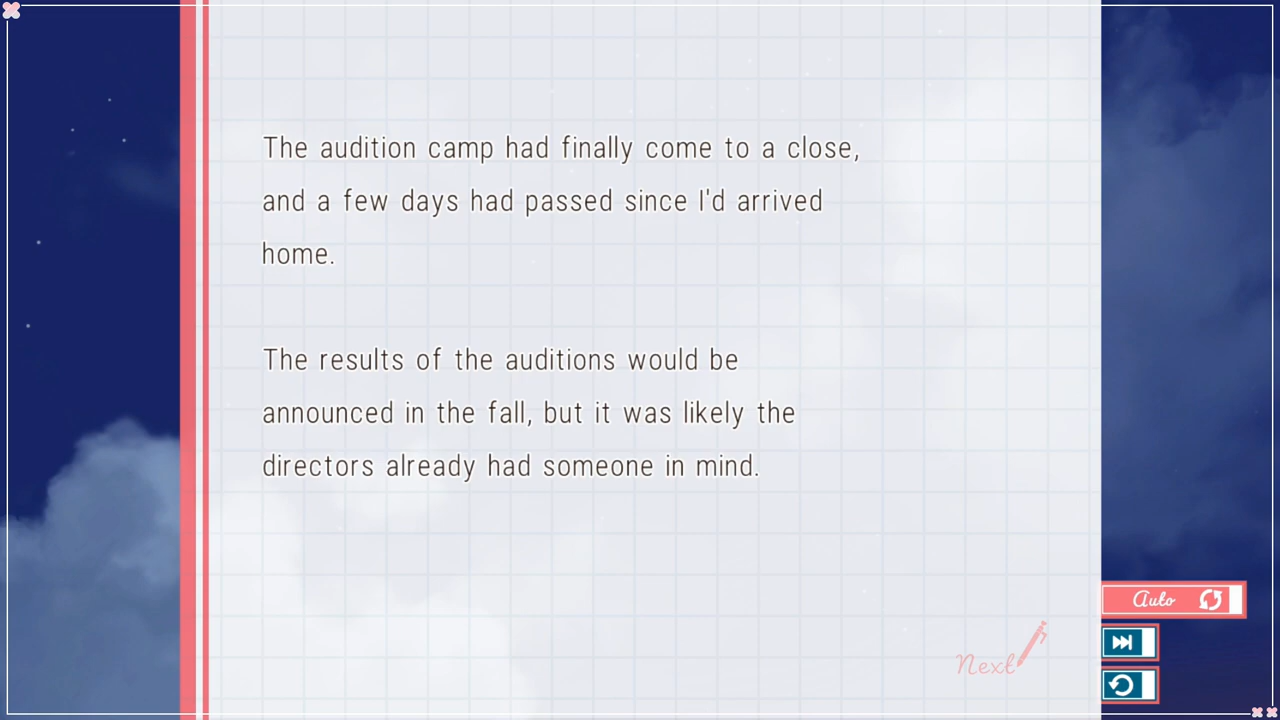 The audition camp had finally come to a close,
and a few days had passed since I'd arrived
home.
The results of the auditions would be
announced in the fall, but it was likely the
directors already had someone in mind.
Auto
Next